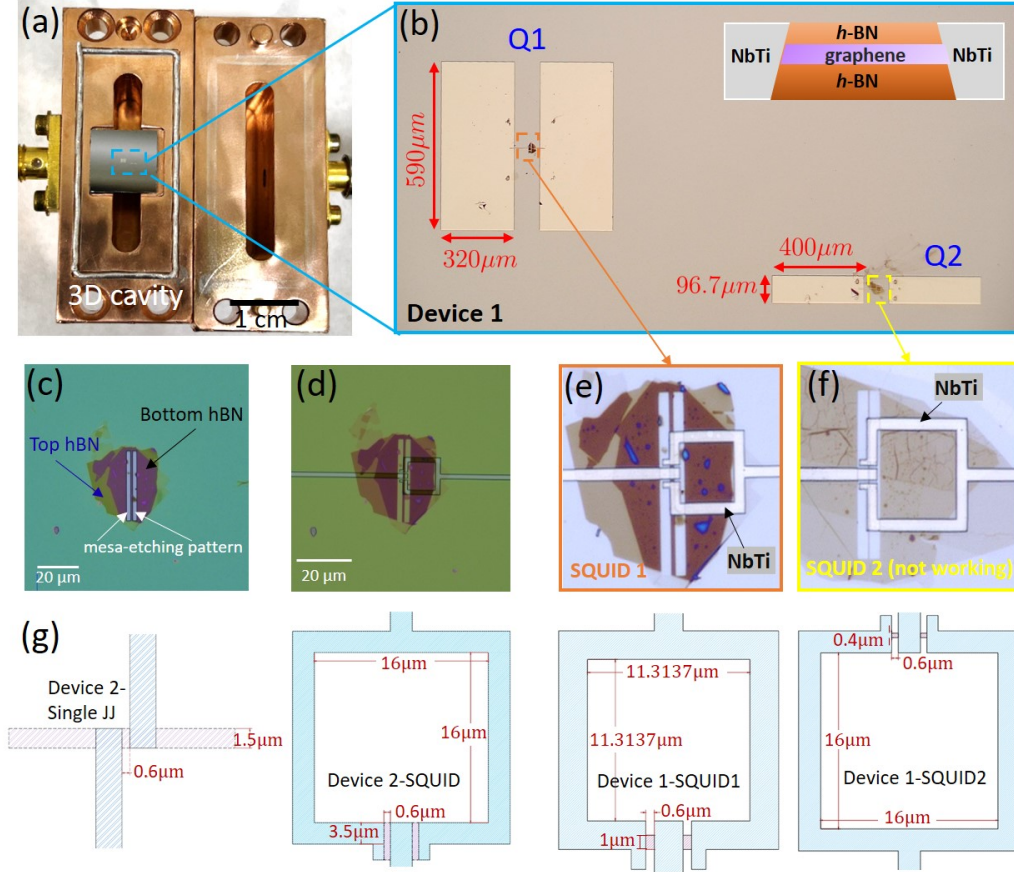 (a)
3D cavity
1 cm
(b)
Q1
590μm
320μm
Device 1
400μm
96.7μm
Q2
h-BN
NbTi
graphene
NbTi
h-BN
(c)
Bottom hBN
Top hBN
mesa-etching pattern
20 μm
(d)
20 μm
(e)
NbTi
SQUID 1
(f)
NbTi
SQUID 2 (not working)
(g)
Device 2-
Single JJ
1.5μm
0.6μm
16μm
16μm
Device 2-SQUID
0.6μm
3.5μm
11.3137μm
11.3137μm
Device 1-SQUID1
0.6μm
1μm
0.4μm
0.6μm
16μm
Device 1-SQUID2
16μm